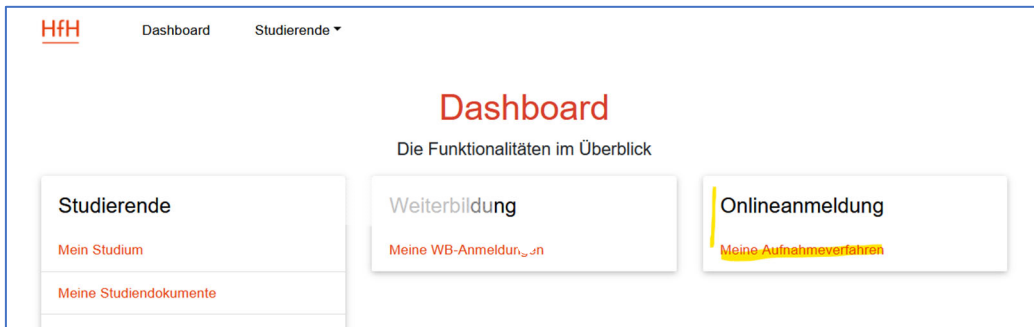 HfH Dashboard Studierende
Dashboard
Die Funktionalitäten im Überblick
Studierende
Mein Studium
Meine Studiendokumente
Weiterbildung
Meine WB-Anmeldungen
Onlineanmeldung
Meine Aufnahmeverfahren